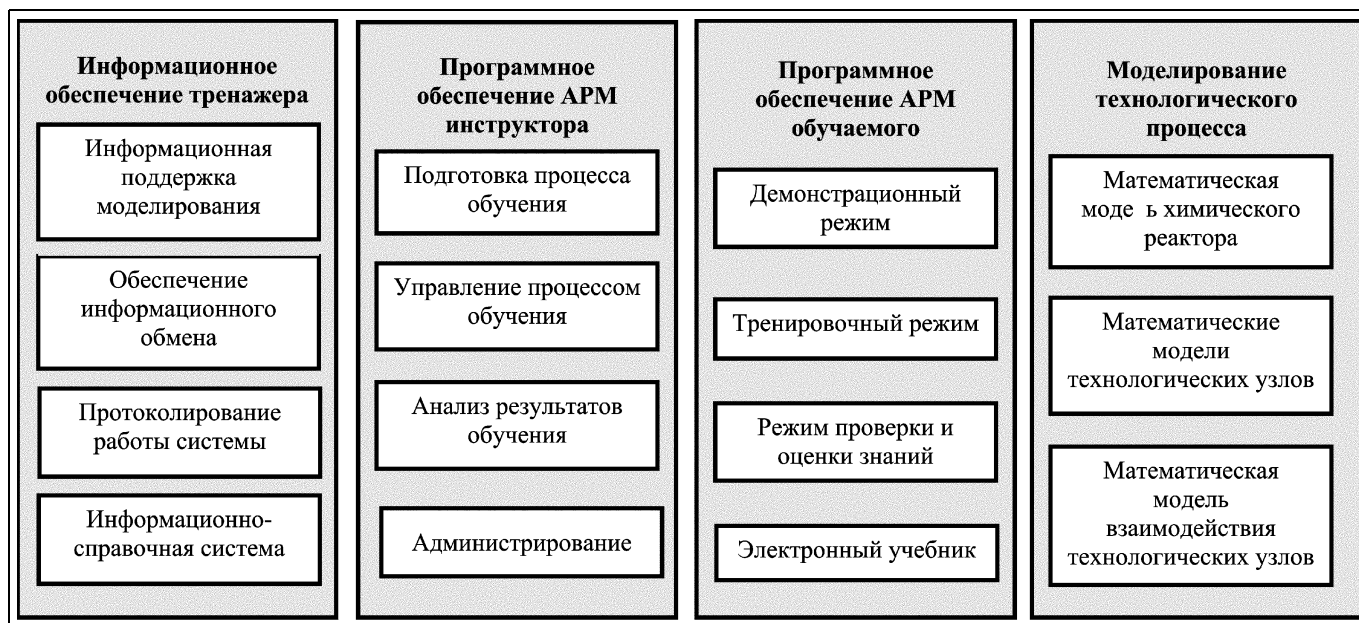 Информационное
обеспечение тренажера
Информационная
поддержка
моделирования
Обеспечение
информационного
обмена
Протоколирование
работы системы
Информационно-
справочная система
Программное
обеспечение АРМ
инструктора
Подготовка процесса
обучения
Управление процессом
обучения
Анализ результатов
обучения
Администрирование
Программное
обеспечение АРМ
обучаемого
Демонстрационный
режим
Тренировочный режим
Режим проверки и
оценки знаний
Электронный учебник
Моделирование
технологического
процесса
Математическая
моде ь химического
реактора
Математические
модели
технологических узлов
Математическая
модель
взаимодействия
технологических узлов